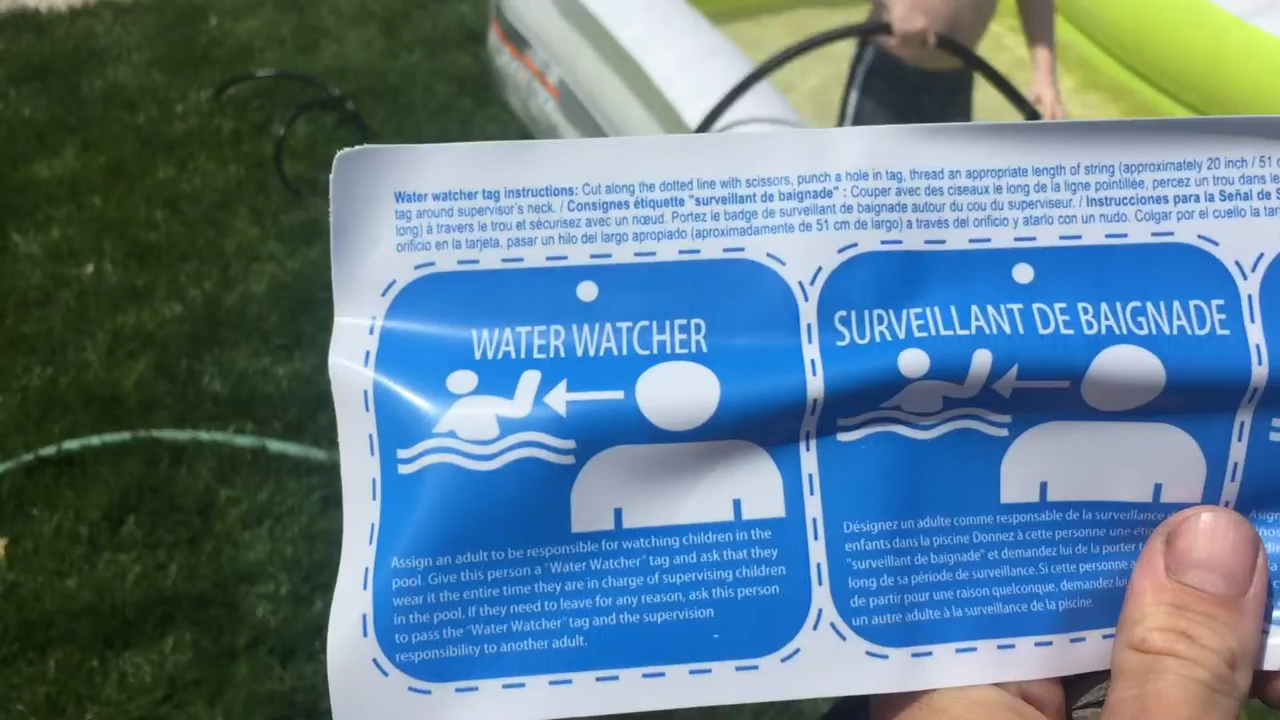 Water watcher tag instructions: Cut along the dotted line with scissors, punch a hole in tag, thread an appropriate length of string (approximately 20 inch / 51
tag around supervisor's neck. / Consignes étiquette "surveillant de baignade" : Couper avec des ciseaux le long de la ligne pointillée, percez un trou dans le
long) à travers le trou et sécurisez avec un nœud. Portez le badge de surveillant de baignade autour du cou du superviseur. / Instrucciones para la Señal de
orificio en la tarjeta, pasar un hilo del largo apropiado (aproximadamente de 51 cm de largo) a través del orificio y atarlo con un nudo. Colgar por el cuello la
WATER WATCHER
Assign an adult to be responsible for watching children in the
pool. Give this person a "Water Watcher" tag and ask that they
wear it the entire time they are in charge of supervising children
in the pool. If they need to leave for any reason, ask this person
to pass the "Water Watcher" tag and the supervision
responsibility to another adult.
SURVEILLANT DE BAIGNADE
Désignez un adulte comme responsable de la surveillance
enfants dans la piscine Donnez à cette personne une
"surveillant de baignade" et demandez lui de la porter
long de sa période de surveillance. Si cette personne
de partir pour une raison quelconque, demandez
un autre adulte à la surveillance de la piscine.